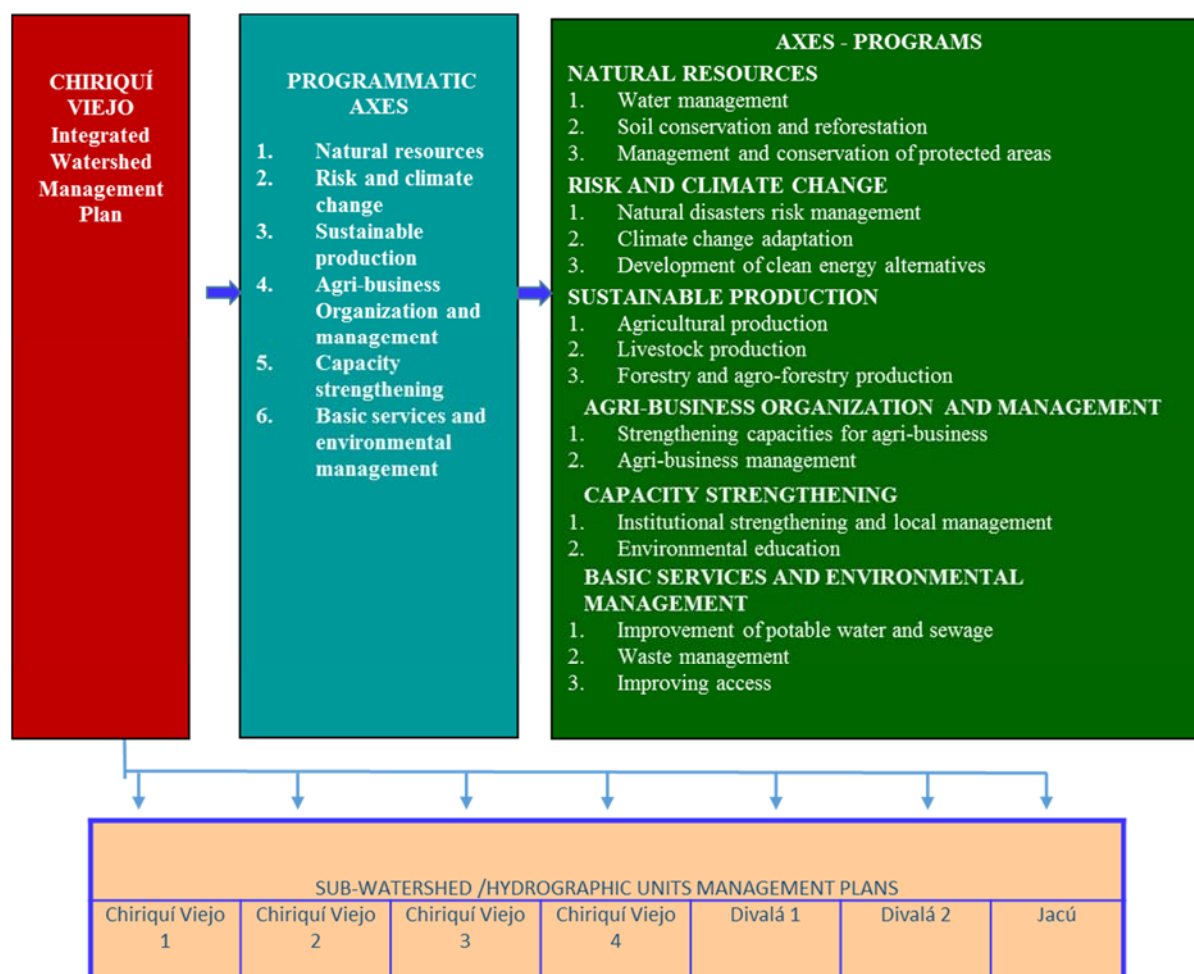 CHIRIQUÍ
VIEJO
Integrated
Watershed
Management
Plan
PROGRAMMATIC
AXES
1. Natural resources
2. Risk and climate
change
3. Sustainable
production
4. Agri-business
Organization and
management
5. Capacity
strengthening
6. Basic services and
environmental
management
AXES - PROGRAMS
NATURAL RESOURCES
1. Water management
2. Soil conservation and reforestation
3. Management and conservation of protected areas
RISK AND CLIMATE CHANGE
1. Natural disasters risk management
2. Climate change adaptation
3. Development of clean energy alternatives
SUSTAINABLE PRODUCTION
1. Agricultural production
2. Livestock production
3. Forestry and agro-forestry production
AGRI-BUSINESS ORGANIZATION AND MANAGEMENT
1. Strengthening capacities for agri-business
2. Agri-business management
CAPACITY STRENGTHENING
1. Institutional strengthening and local management
2. Environmental education
BASIC SERVICES AND ENVIRONMENTAL
MANAGEMENT
1. Improvement of potable water and sewage
2. Waste management
3. Improving access
SUB-WATERSHED /HYDROGRAPHIC UNITS MANAGEMENT PLANS
Chiriquí Viejo
1
Chiriquí Viejo
2
Chiriquí Viejo
3
Chiriquí Viejo
4
Divalá 1
Divalá 2
Jacú